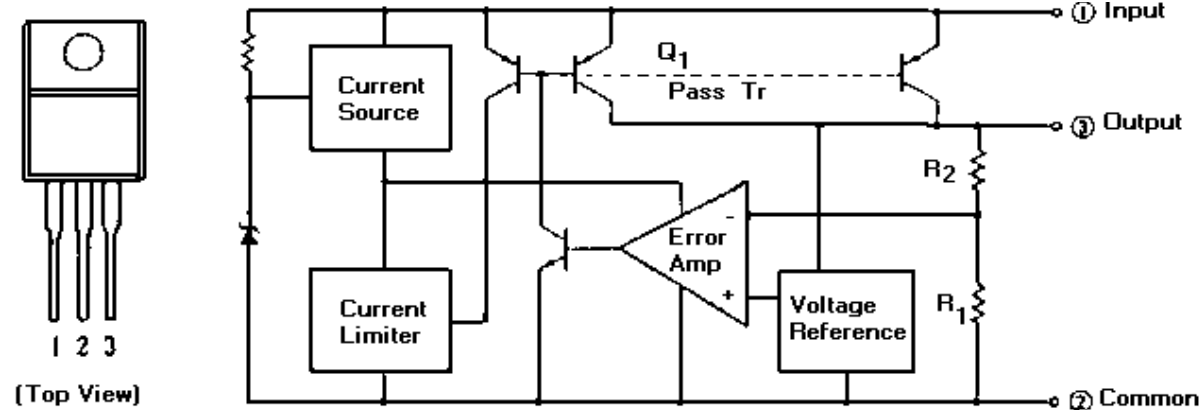 1 2 3
(Top View)
① Input
Q1
Pass Tr
Current
Source
③ Output
R2
-
Error
Amp
+
Voltage
Reference
R1
Current
Limiter
② Common